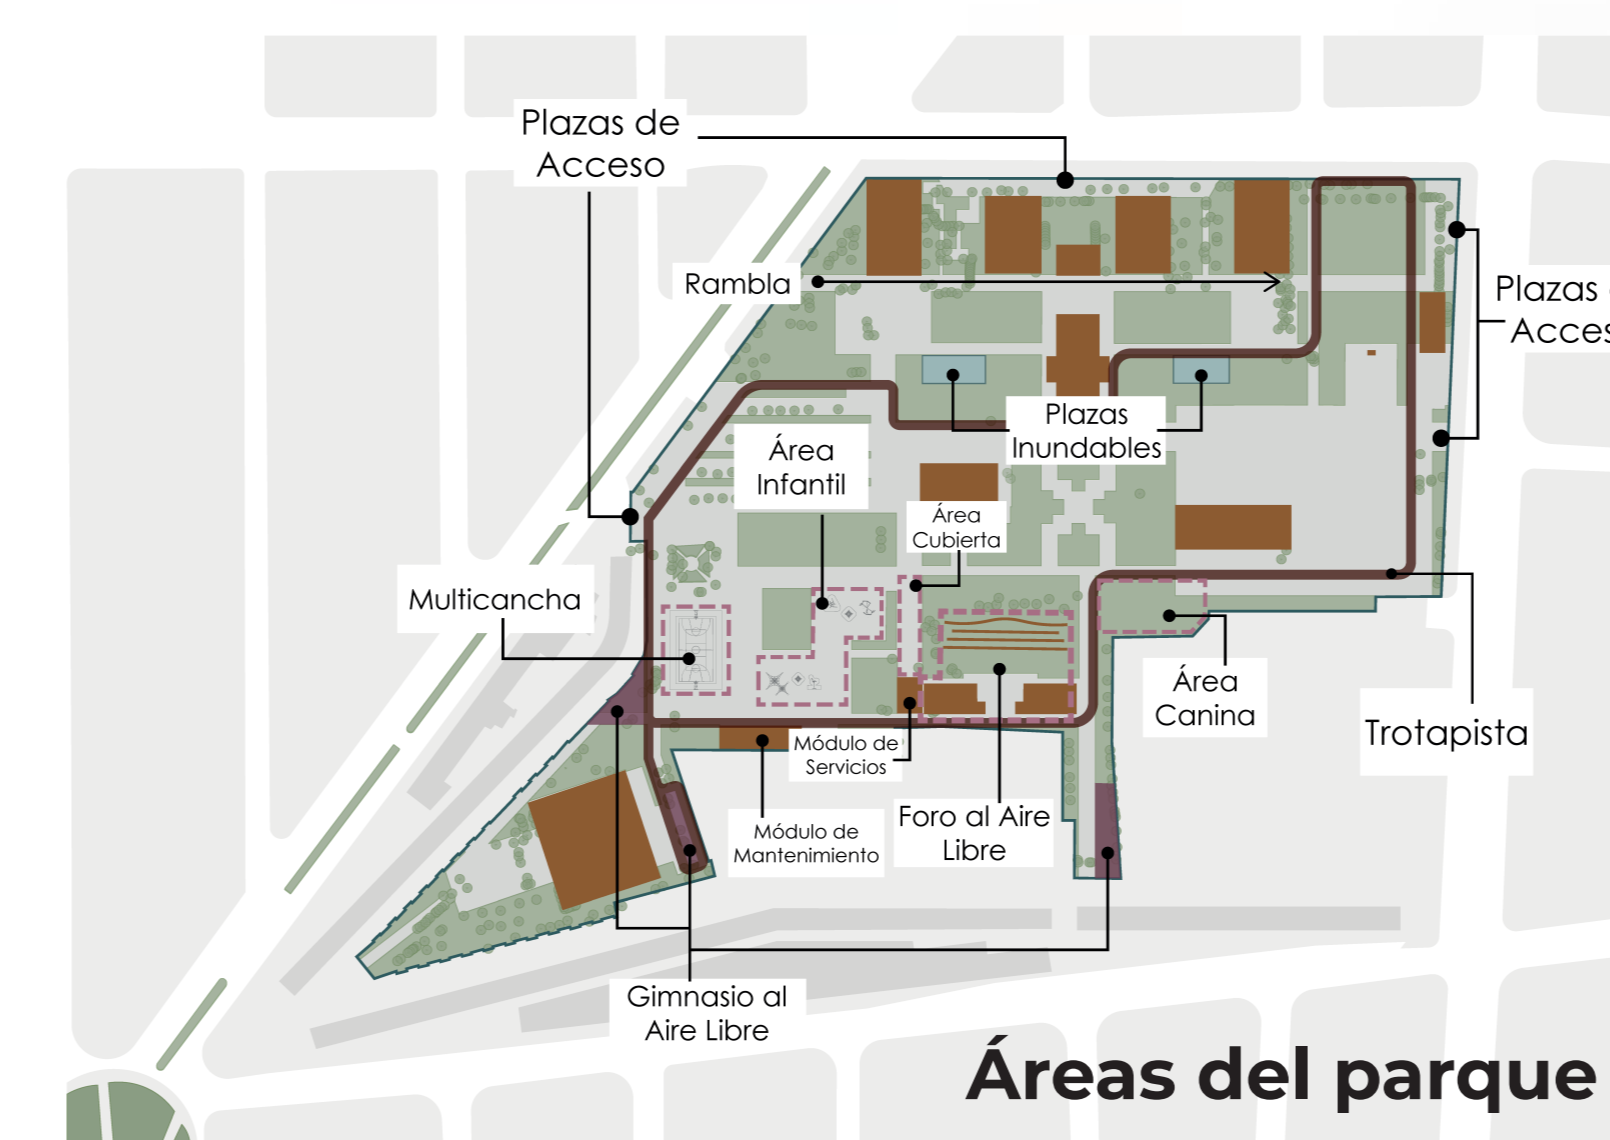 Plazas de
Acceso
Rambla
Plazas
Acces
Plazas
Inundables
Área
Infantil
Área
Cubierta
Multicancha
Área
Canina
Trotapista
Módulo de
Servicios
Módulo de
Mantenimiento
Foro al Aire
Libre
Gimnasio al
Aire Libre
Áreas del parque